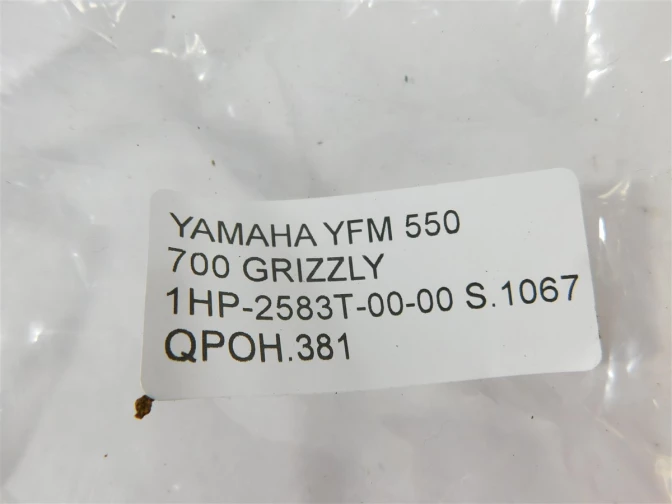 YAMAHA YFM 550
700 GRIZZLY
1HP-2583T-00-00 S.1067
QPOH.381